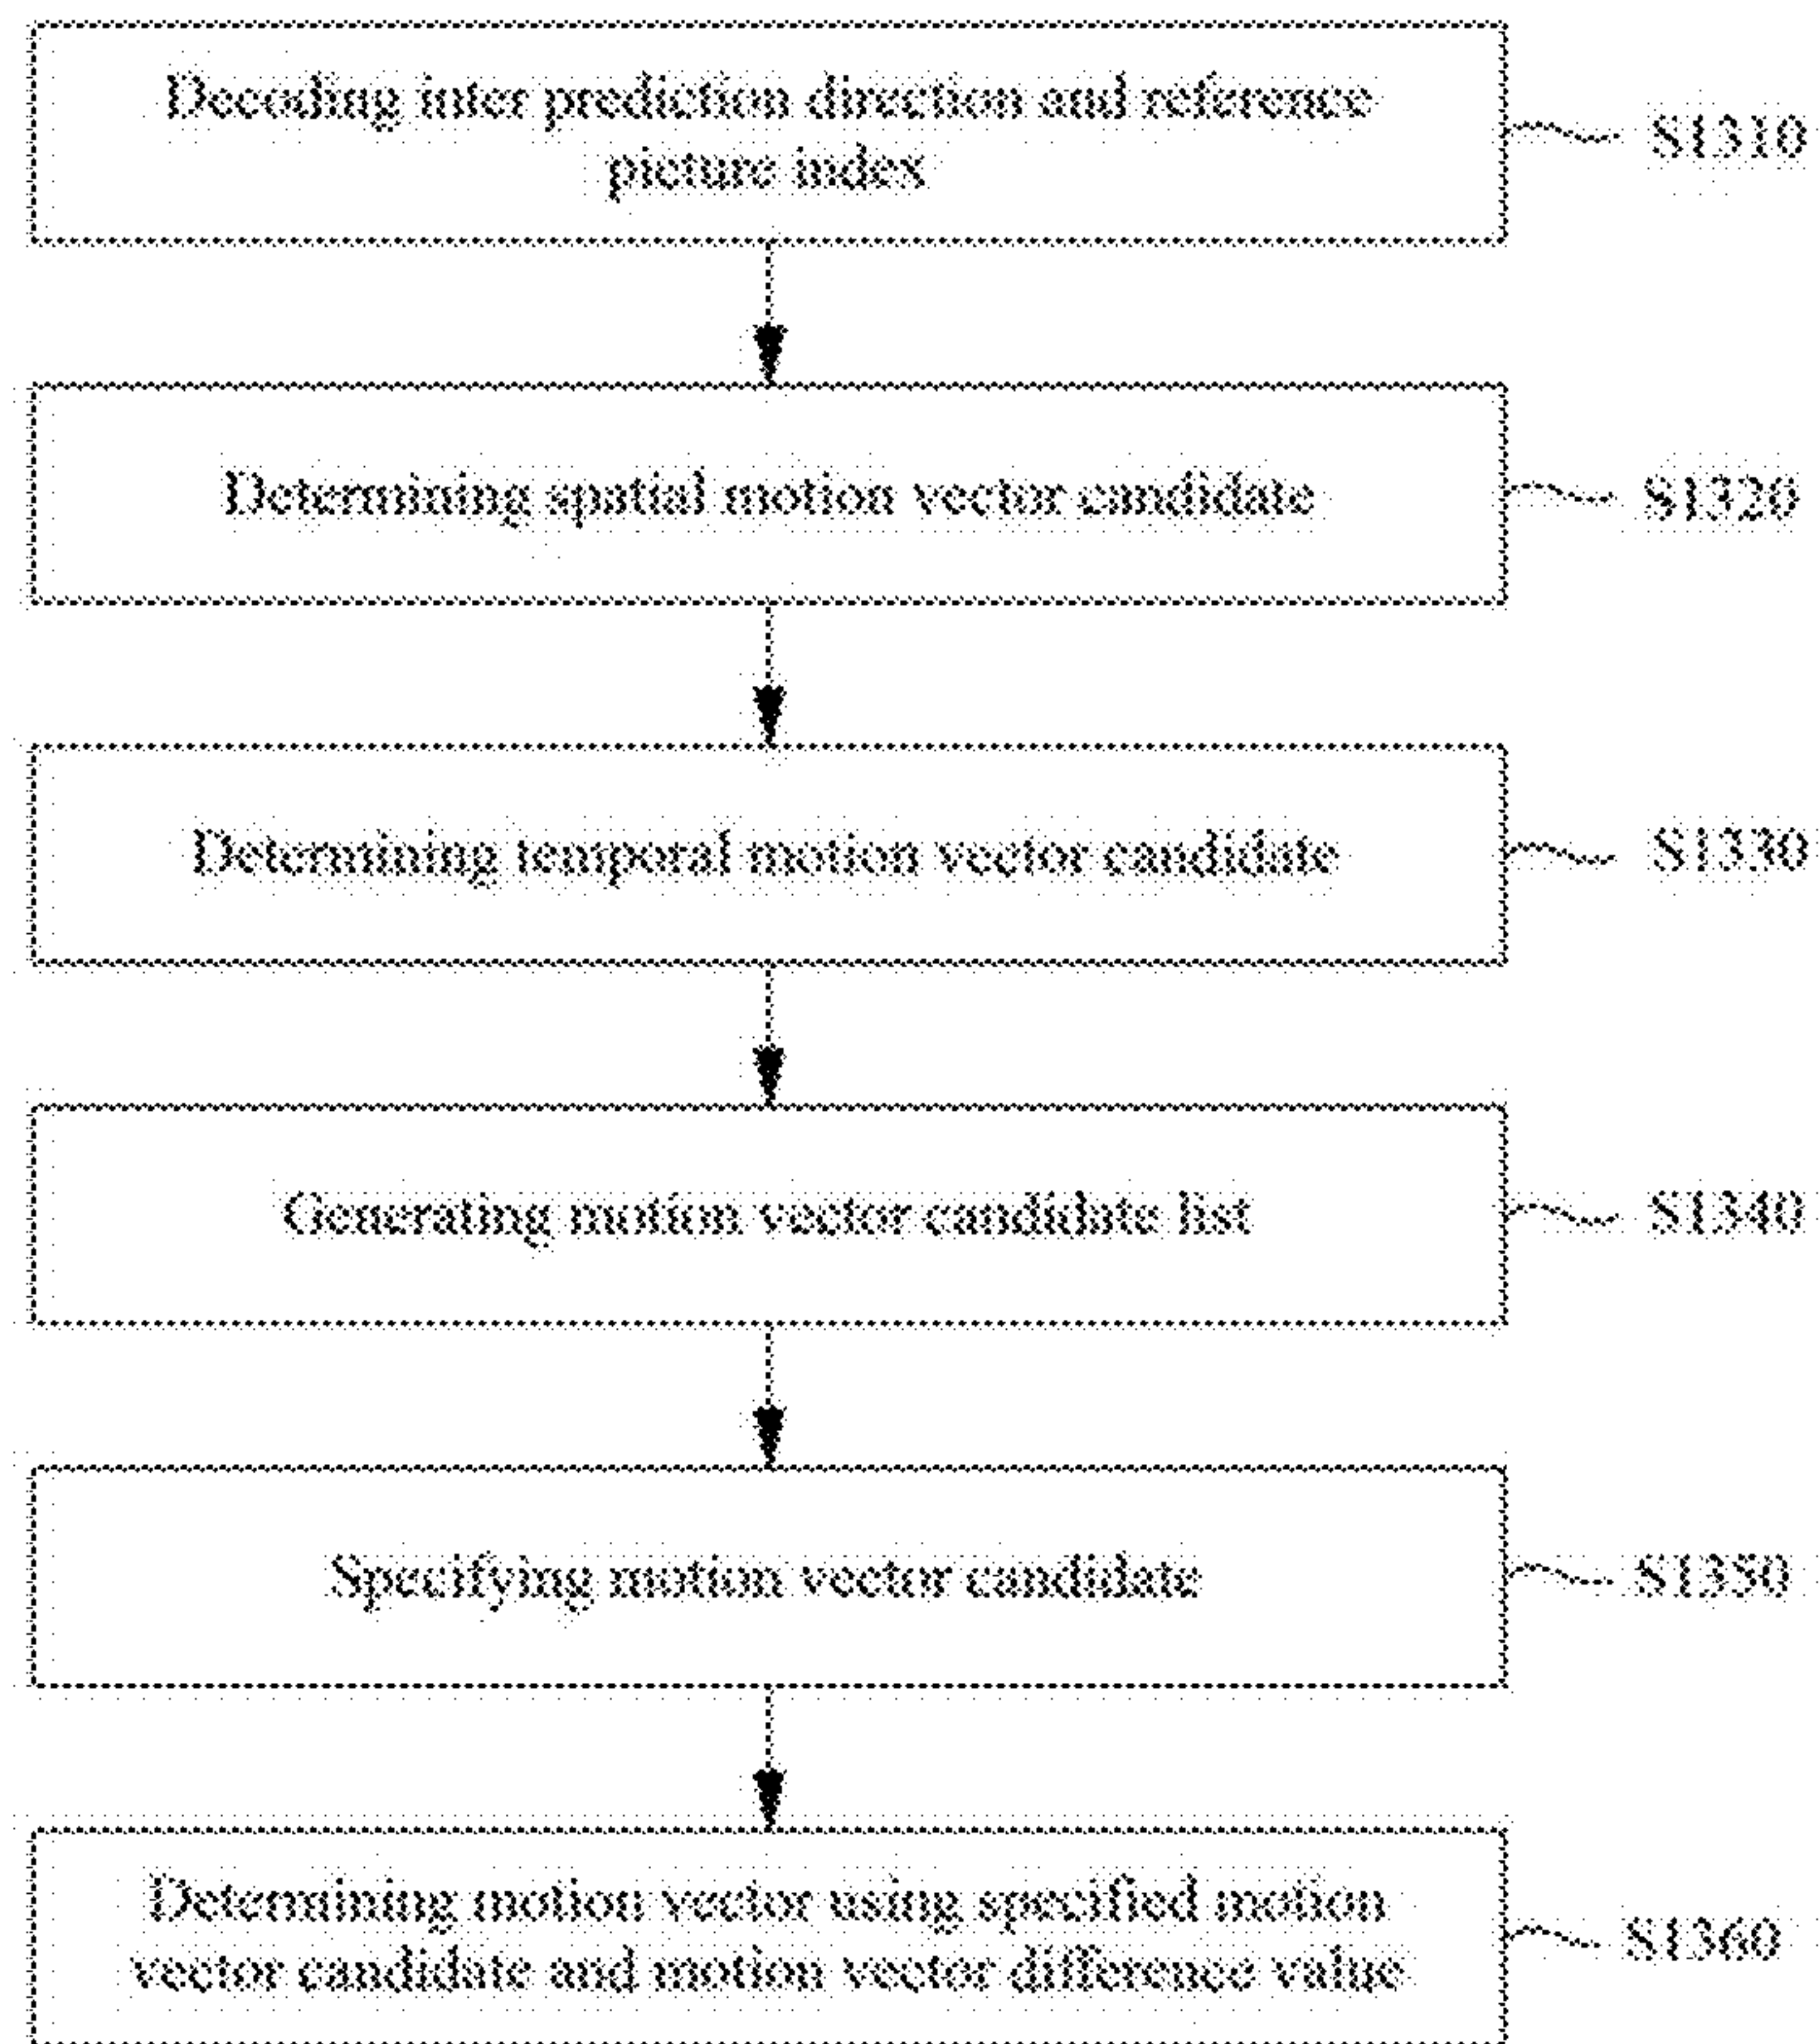 Decoding inter prediction direction and reference
picture index
S1310
Determining spatial motion vector candidate
S1320
Determining temporal motion vector candidate
S1330
Generating motion vector candidate list
S1340
Specifying motion vector candidate
S1350
Determining motion vector using specified motion
vector candidate and motion vector difference value
S1360